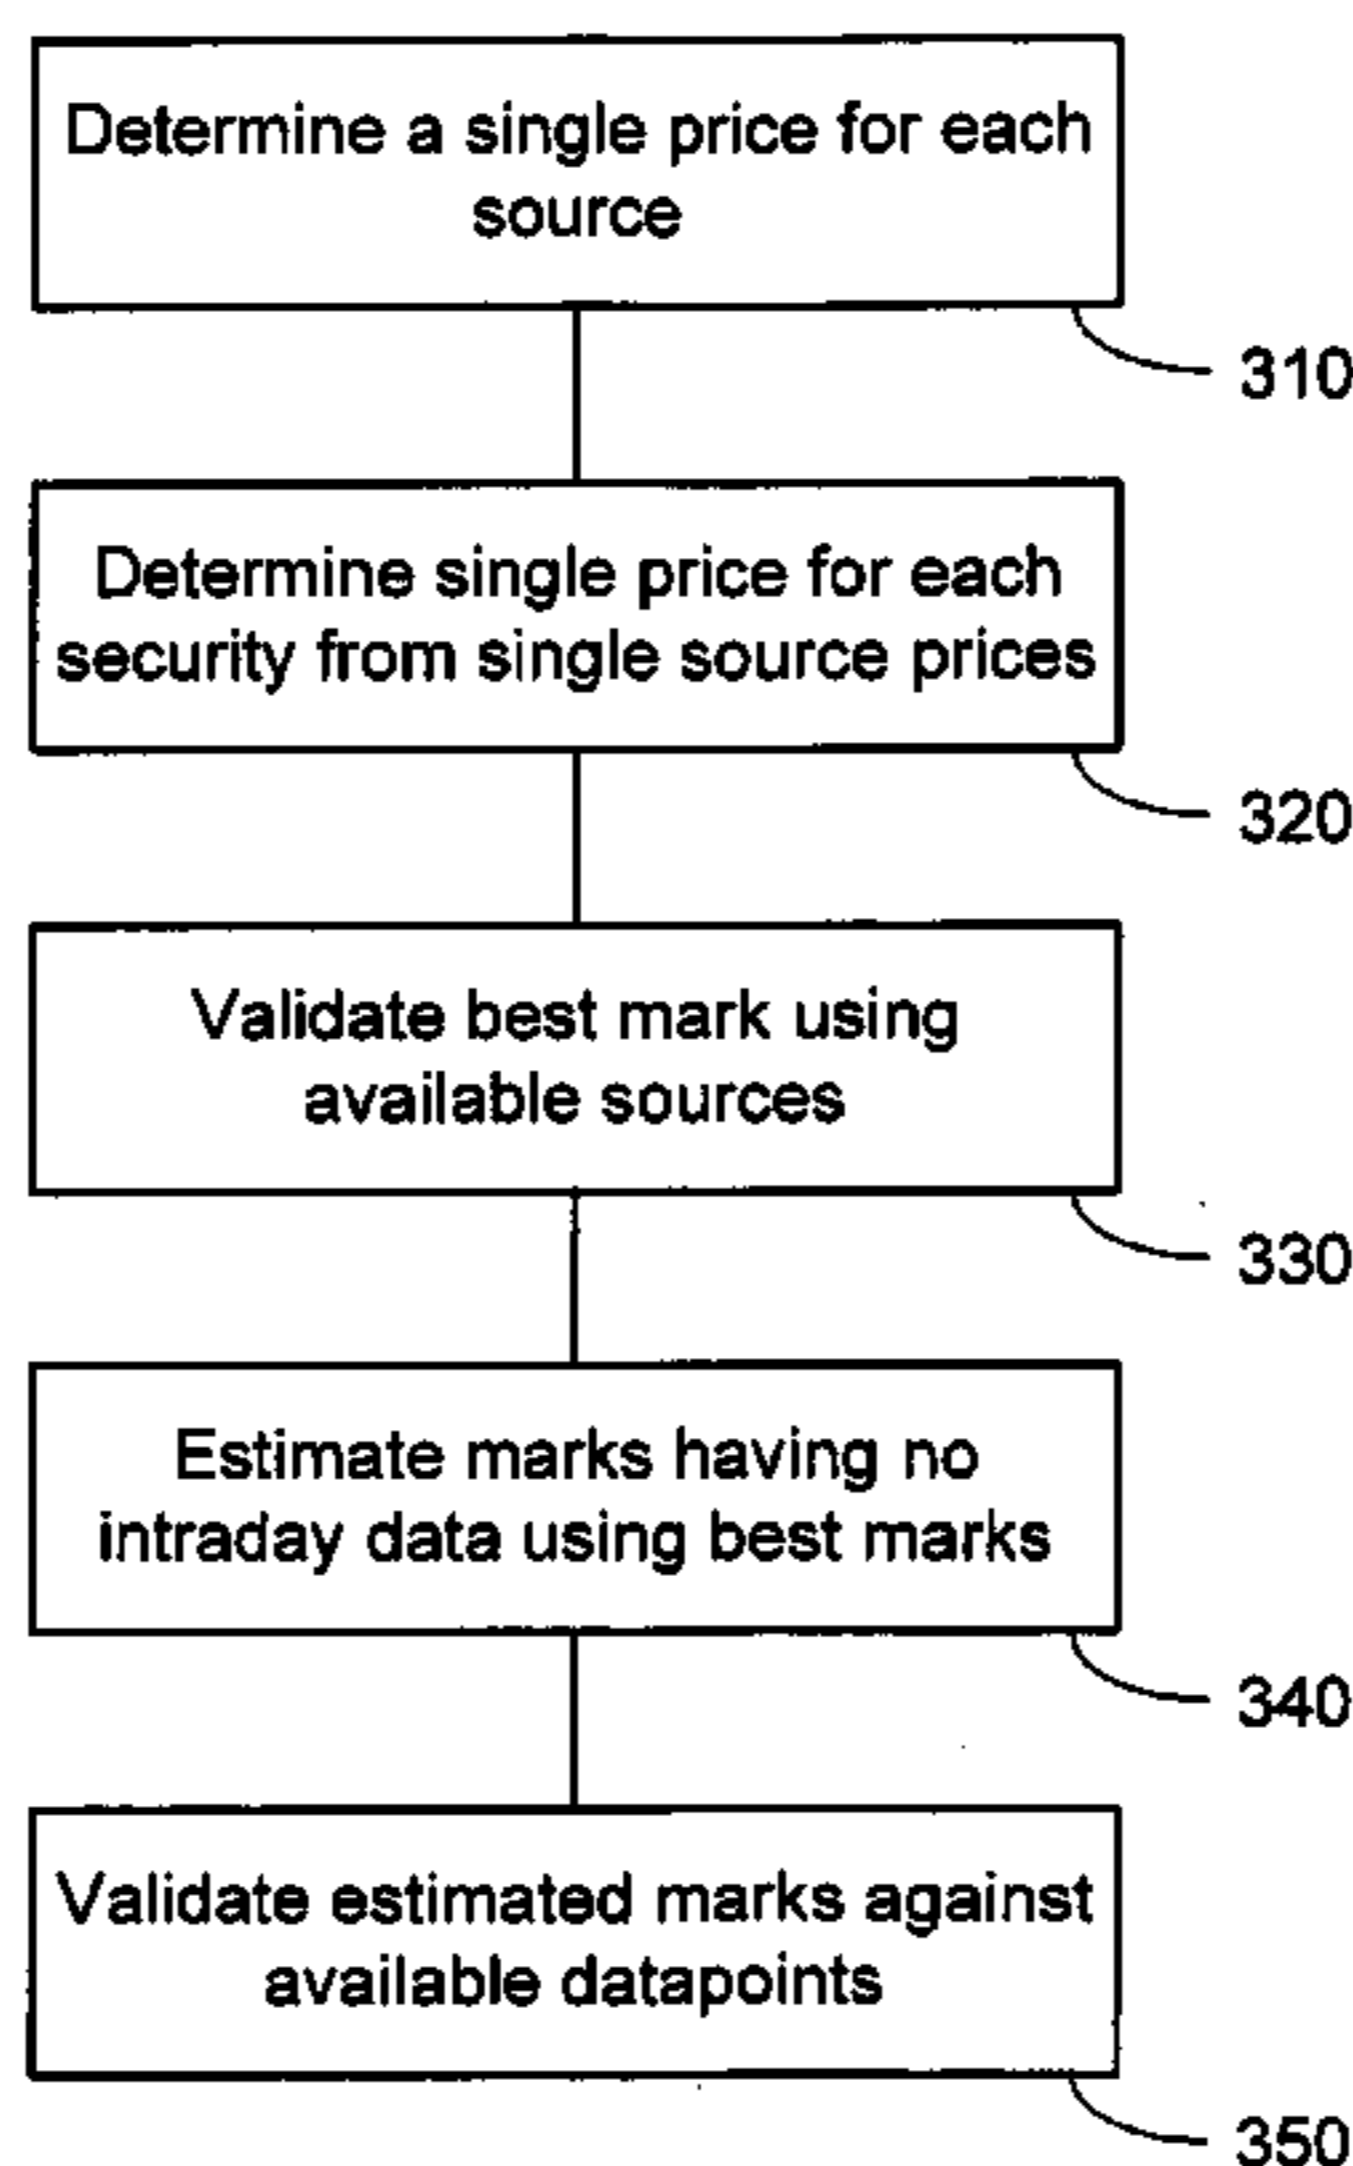 Determine a single price for each
source
310
Determine single price for each
security from single source prices
320
Validate best mark using
available sources
330
Estimate marks having no
intraday data using best marks
340
Validate estimated marks against
available datapoints
350